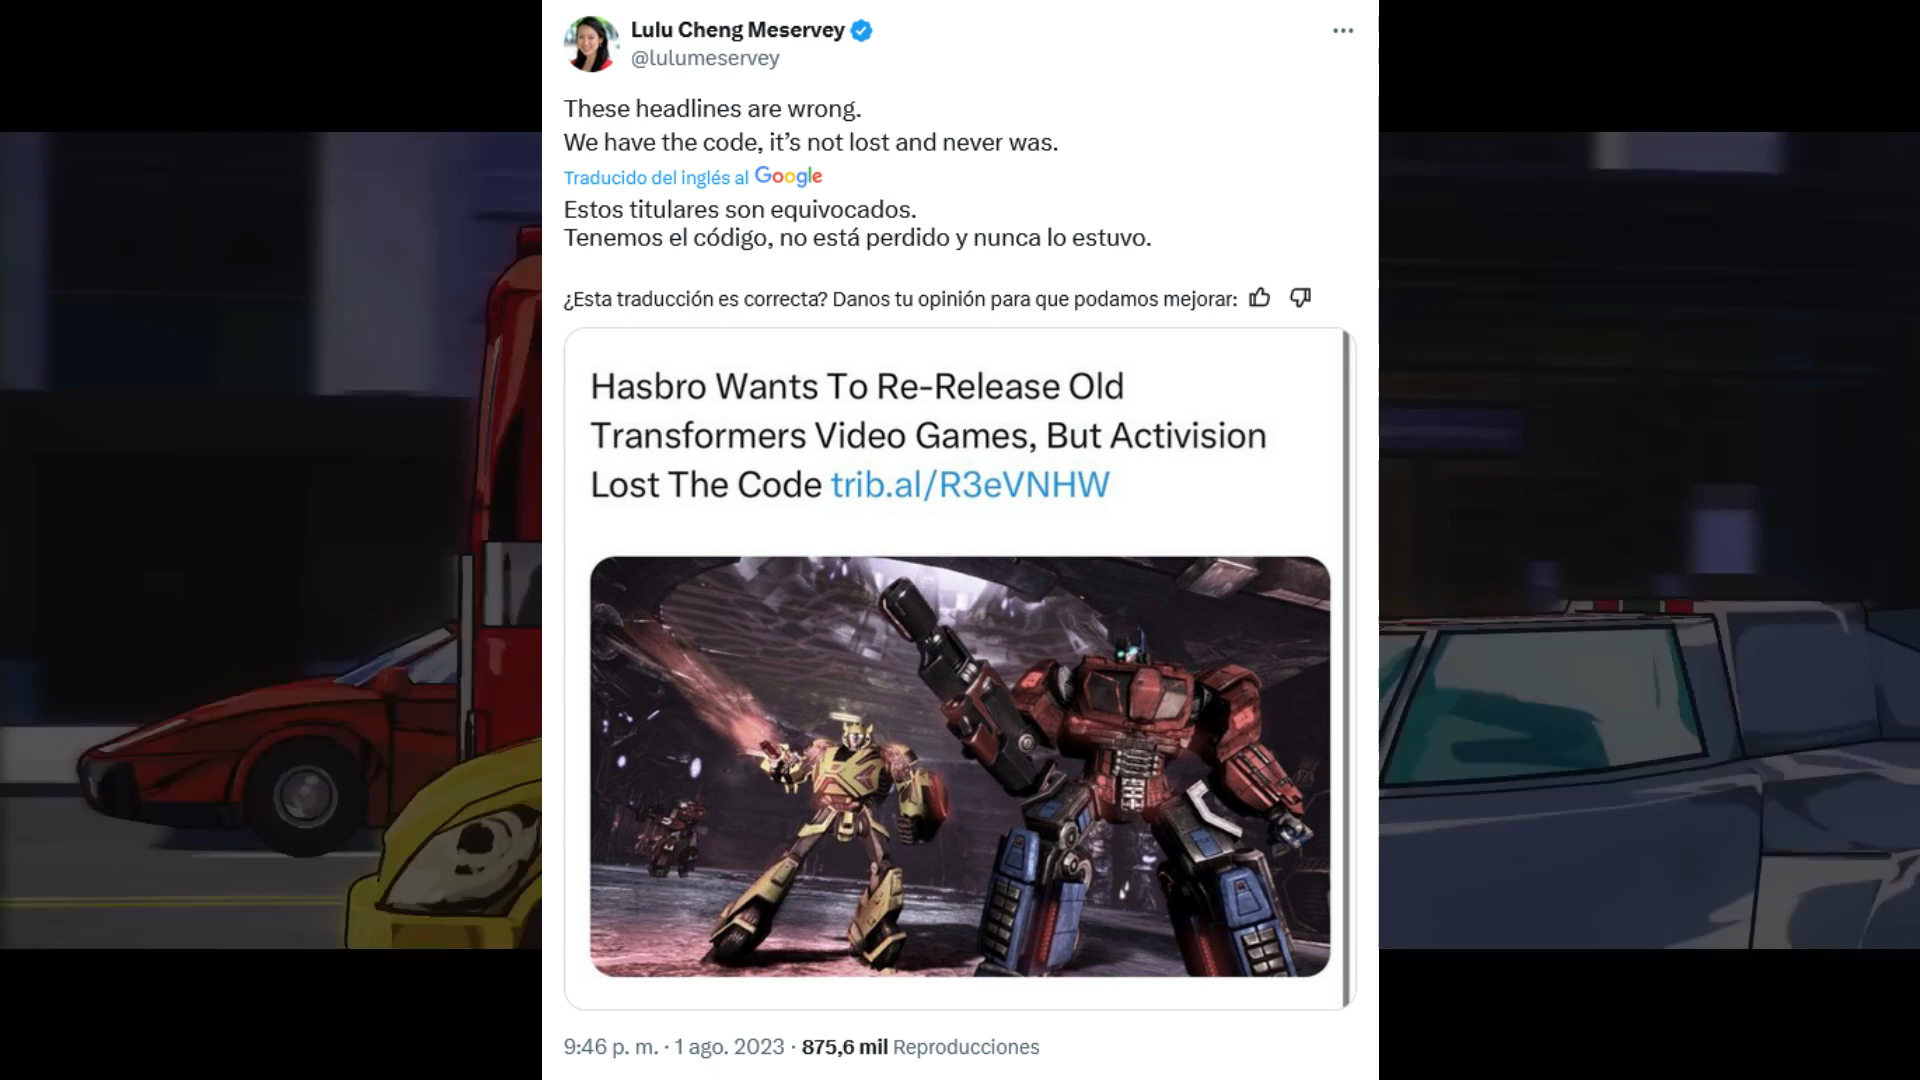 Lulu Cheng Meservey
@lulumeservey
These headlines are wrong.
We have the code, it’s not lost and never was.
Traducido del inglés al Google
Estos titulares son equivocados.
Tenemos el código, no está perdido y nunca lo estuvo.
¿Esta traducción es correcta? Danos tu opinión para que podamos mejorar:
Hasbro Wants To Re-Release Old
Transformers Video Games, But Activision
Lost The Code trib.al/R3eVNHW
9:46 p. m. · 1 ago. 2023 · 875,6 mil Reproducciones